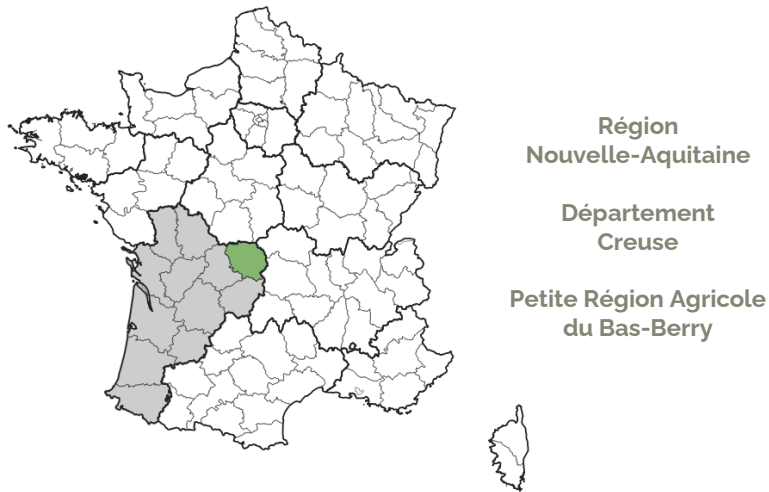 Région
Nouvelle-Aquitaine
Département
Creuse
Petite Région Agricole
du Bas-Berry